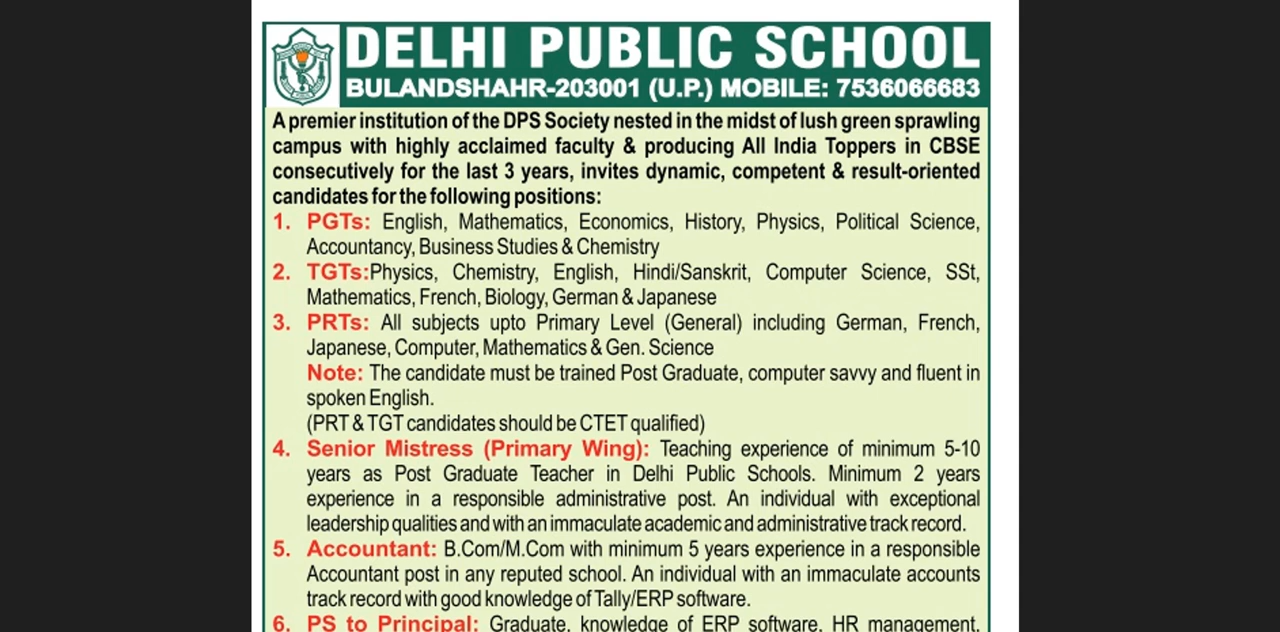 DELHI PUBLIC SCHOOL
BULANDSHAHR-203001 (U.P.) MOBILE: 7536066683
A premier institution of the DPS Society nested in the midst of lush green sprawling
campus with highly acclaimed faculty & producing All India Toppers in CBSE
consecutively for the last 3 years, invites dynamic, competent & result-oriented
candidates for the following positions:
1. PGTs: English, Mathematics, Economics, History, Physics, Political Science,
Accountancy, Business Studies & Chemistry
2. TGTs:Physics, Chemistry, English, Hindi/Sanskrit, Computer Science, SSt,
Mathematics, French, Biology, German & Japanese
3. PRTs: All subjects upto Primary Level (General) including German, French,
Japanese, Computer, Mathematics & Gen. Science
Note: The candidate must be trained Post Graduate, computer savvy and fluent in
spoken English.
(PRT & TGT candidates should be CTET qualified)
4. Senior Mistress (Primary Wing): Teaching experience of minimum 5-10
years as Post Graduate Teacher in Delhi Public Schools. Minimum 2 years
experience in a responsible administrative post. An individual with exceptional
leadership qualities and with an immaculate academic and administrative track record.
5. Accountant: B.Com/M.Com with minimum 5 years experience in a responsible
Accountant post in any reputed school. An individual with an immaculate accounts
track record with good knowledge of Tally/ERP software.
6. PS to Principal: Graduate, knowledge of ERP software, HR management,